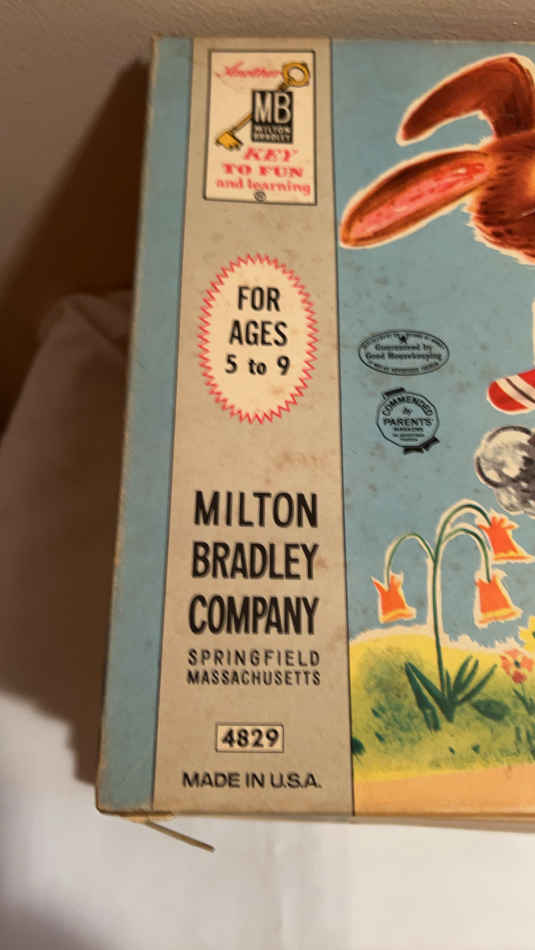 Another
MB
MILTON
BRADLEY
KEY
TO FUN
and learning
®
FOR
AGES
5 to 9
Guaranteed by
Good Housekeeping
COMMENDED
by
PARENTS'
MAGAZINE
MILTON
BRADLEY
COMPANY
SPRINGFIELD
MASSACHUSETTS
4829
MADE IN U.S.A.